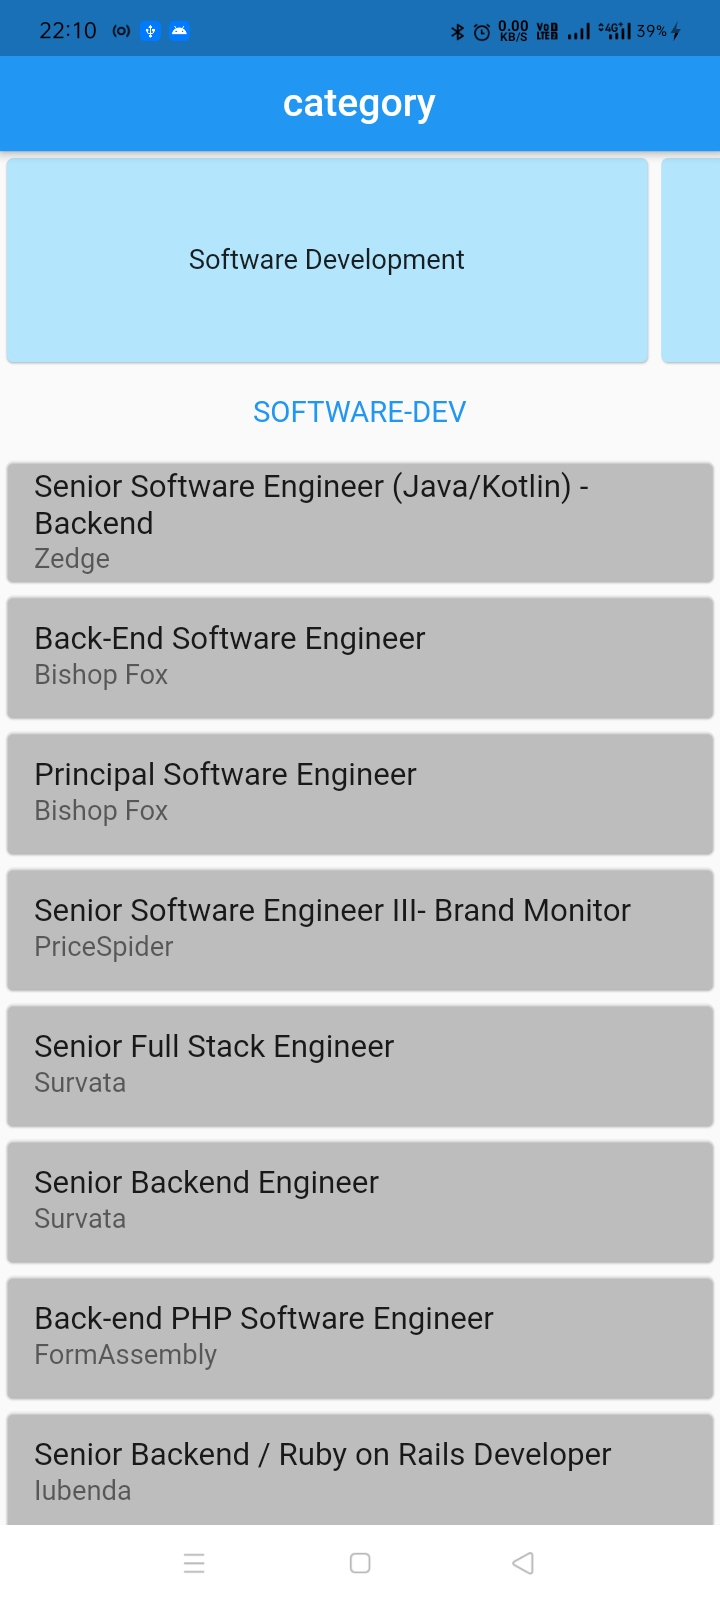 22:10
0.00 KB/S
VoD LTE
4G+
39%
category
Software Development
SOFTWARE-DEV
Senior Software Engineer (Java/Kotlin) -
Backend
Zedge
Back-End Software Engineer
Bishop Fox
Principal Software Engineer
Bishop Fox
Senior Software Engineer III- Brand Monitor
PriceSpider
Senior Full Stack Engineer
Survata
Senior Backend Engineer
Survata
Back-end PHP Software Engineer
FormAssembly
Senior Backend / Ruby on Rails Developer
Iubenda